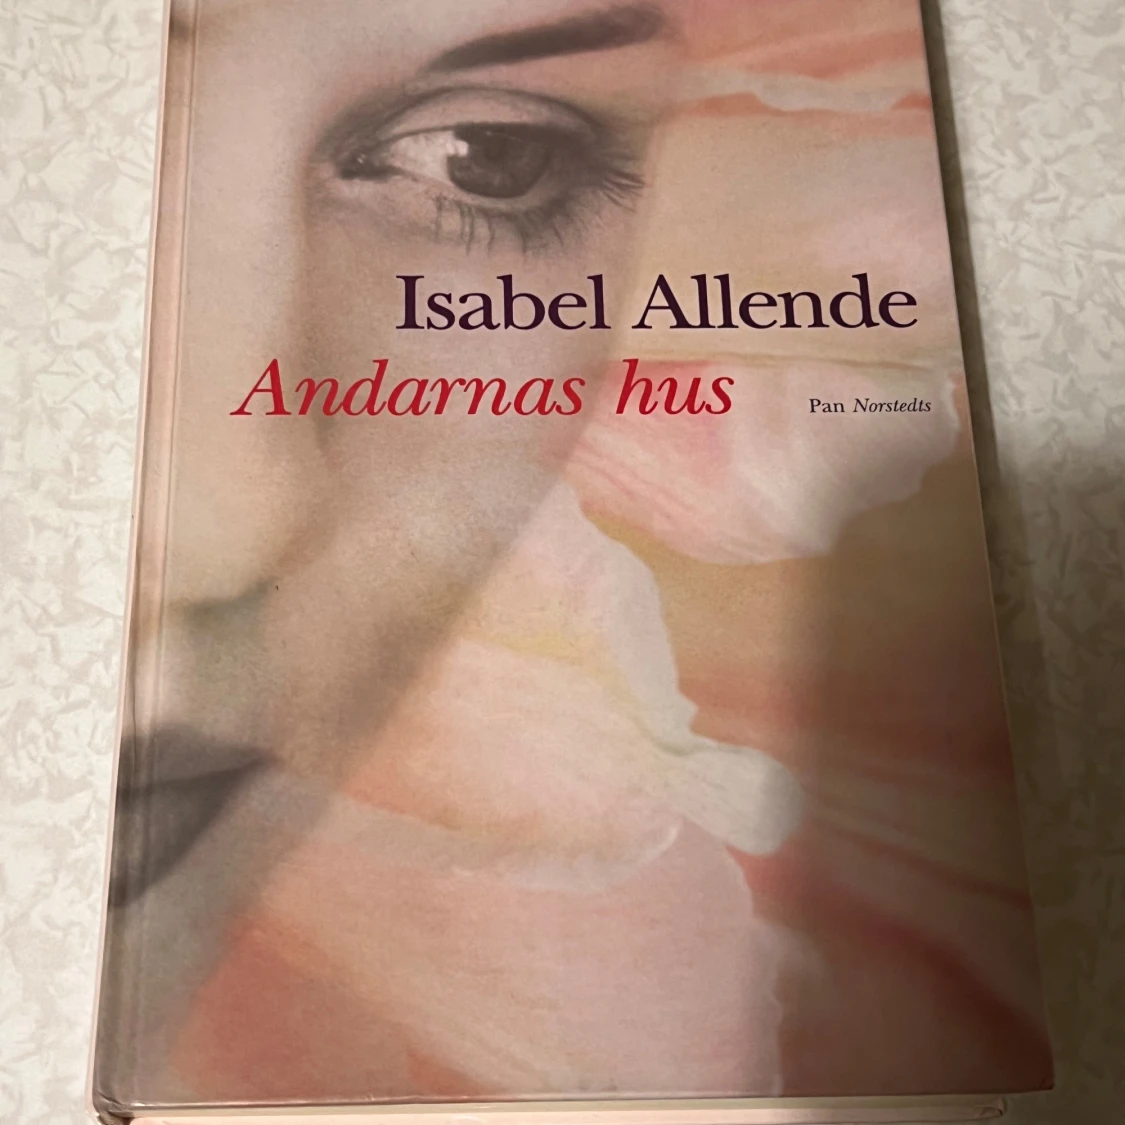 Isabel Allende
Andarnas hus
Pan Norstedts